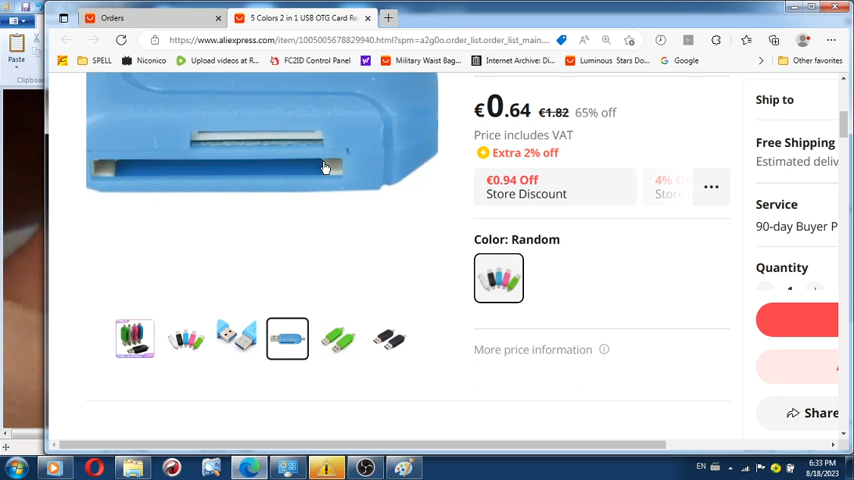 Orders
5 Colors 2 in 1 USB OTG Card Re
https://www.aliexpress.com/item/1005005678829940.html?spm=a2g0o.order_list.order_list_main....
SPELL
Niconico
Upload videos at R...
FC2ID Control Panel
Military Waist Bag...
Internet Archive: Di...
Luminous Stars Do...
Google
Other favorites
Paste
Clipboard
€0.64 €1.82 65% off
Price includes VAT
Extra 2% off
€0.94 Off
Store Discount
4%
Store
Color: Random
More price information
Ship to
Free Shipping
Estimated deliv
Service
90-day Buyer P
Quantity
1
Share
EN
6:33 PM
8/18/2023